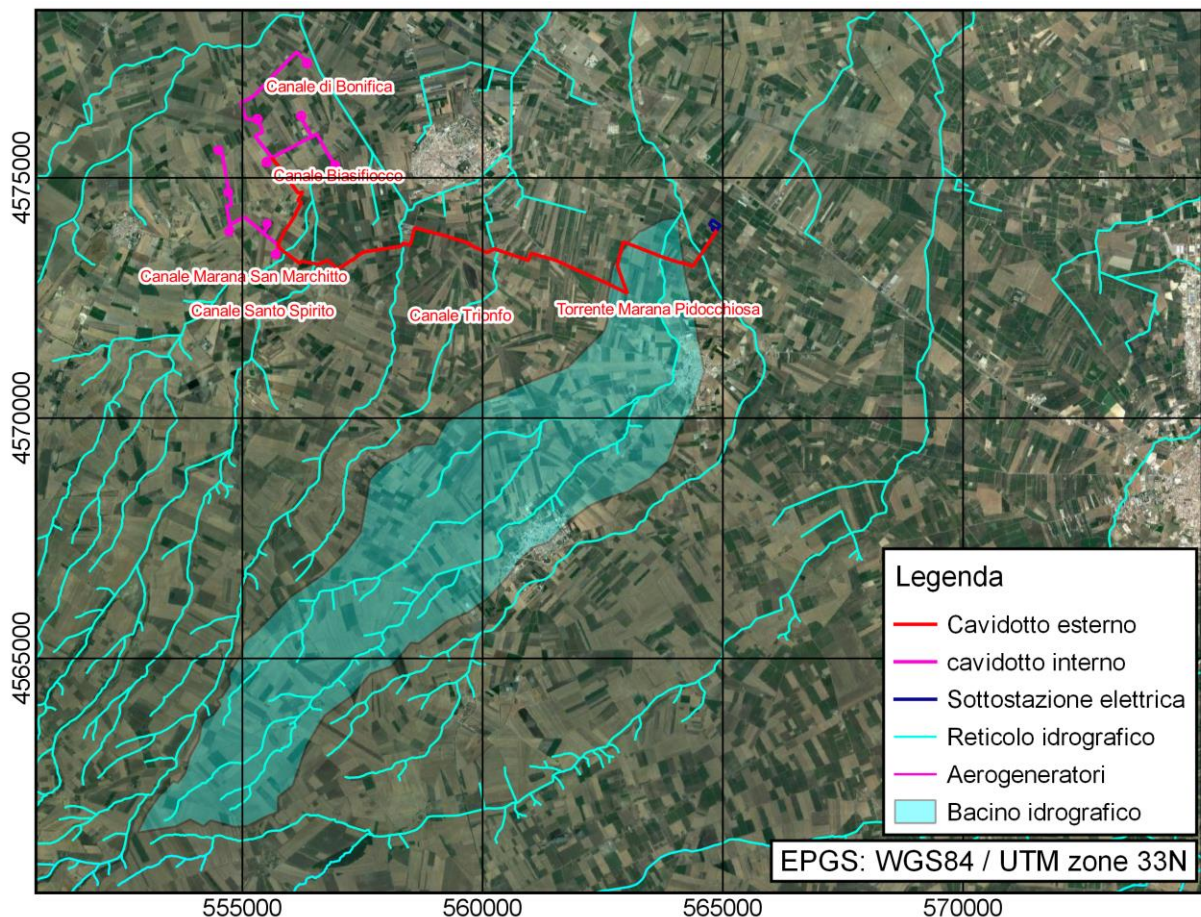 Canale di Bonifica
Canale Biasifiocco
Canale Marana San Marchitto
Canale Santo Spirito
Canale Trionfo
Torrente Marana Pidocchiosa
4575000
4570000
4565000
Legenda
Cavidotto esterno
cavidotto interno
Sottostazione elettrica
Reticolo idrografico
Aerogeneratori
Bacino idrografico
EPGS: WGS84 / UTM zone 33N
555000
560000
565000
570000